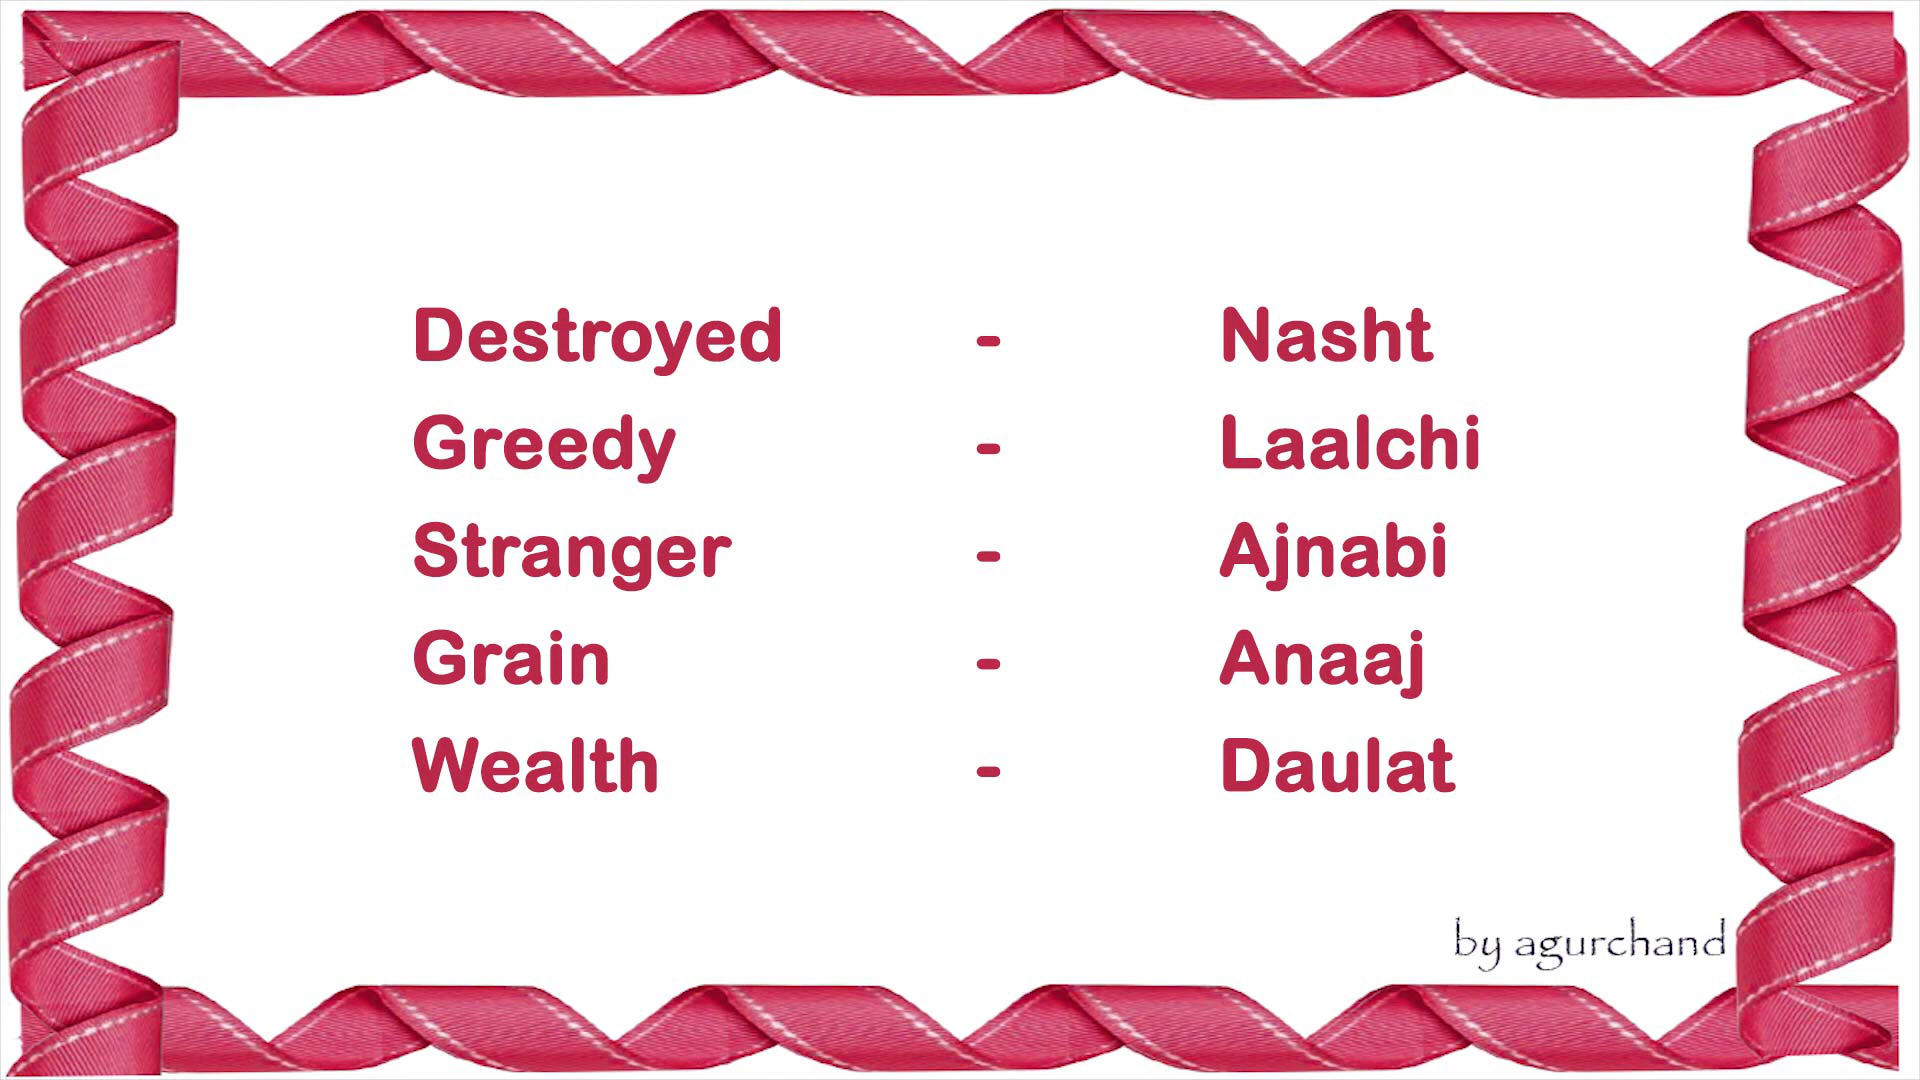 Destroyed - Nasht
Greedy - Laalchi
Stranger - Ajnabi
Grain - Anaaj
Wealth - Daulat
by agurchand